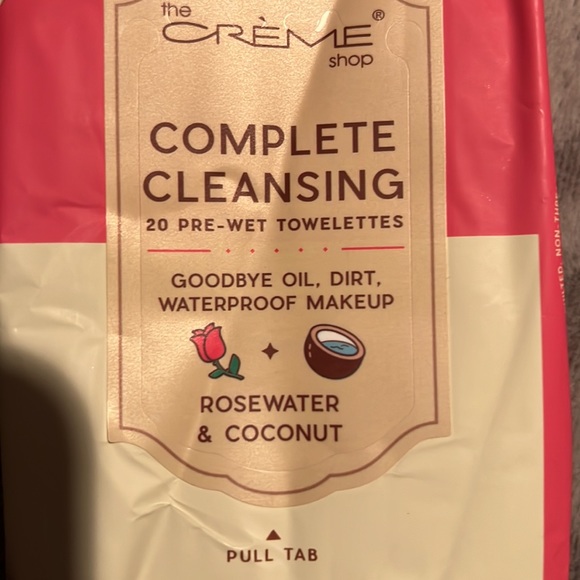 the
CRÈME®
shop
COMPLETE
CLEANSING
20 PRE-WET TOWELETTES
GOODBYE OIL, DIRT,
WATERPROOF MAKEUP
ROSEWATER
& COCONUT
PULL TAB